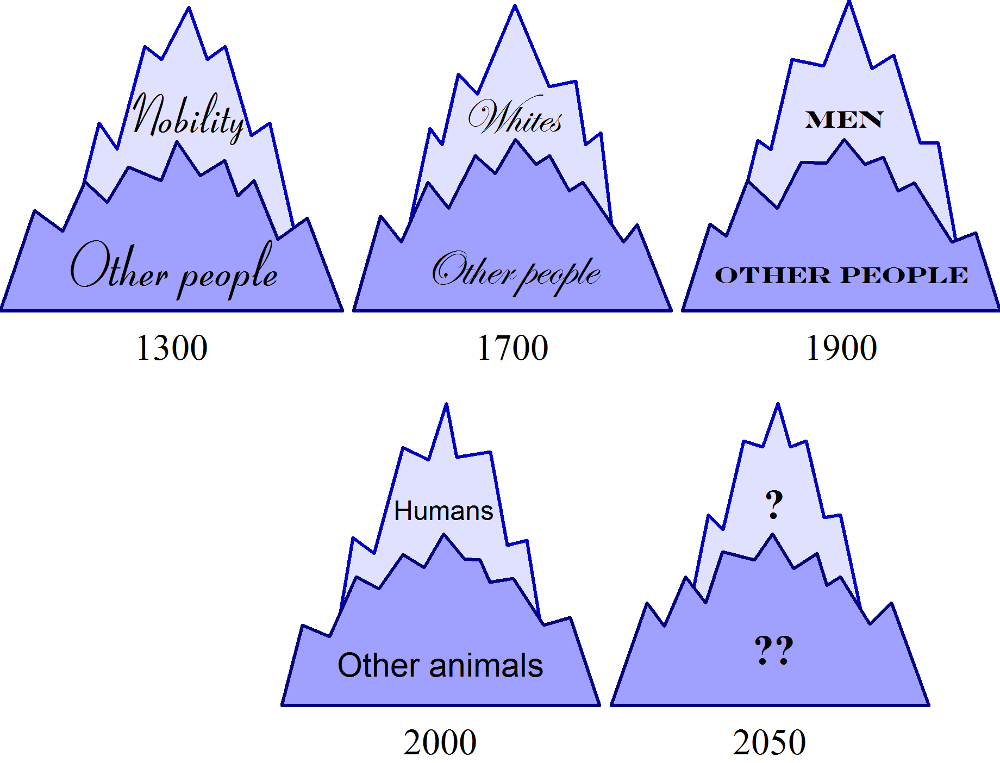 Nobility
Other people
1300
Whites
Other people
1700
MEN
OTHER PEOPLE
1900
Humans
Other animals
2000
?
??
2050